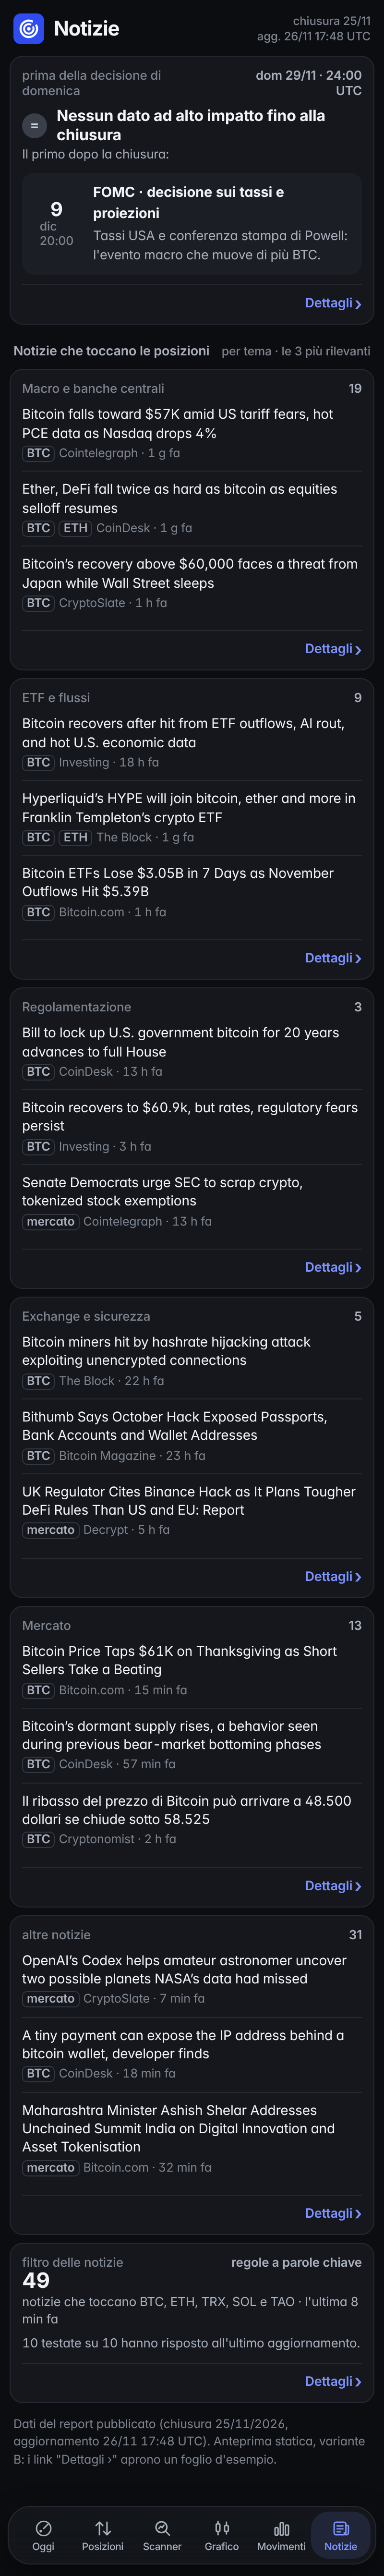 Notizie
chiusura 25/11
agg. 26/11 17:48 UTC
prima della decisione di
domenica
dom 29/11 · 24:00
UTC
=
Nessun dato ad alto impatto fino alla
chiusura
Il primo dopo la chiusura:
9
dic
20:00
FOMC · decisione sui tassi e
proiezioni
Tassi USA e conferenza stampa di Powell:
l'evento macro che muove di più BTC.
Dettagli ›
Notizie che toccano le posizioni
per tema · le 3 più rilevanti
Macro e banche centrali
19
Bitcoin falls toward $57K amid US tariff fears, hot
PCE data as Nasdaq drops 4%
BTC Cointelegraph · 1 g fa
Ether, DeFi fall twice as hard as bitcoin as equities
selloff resumes
BTC ETH CoinDesk · 1 g fa
Bitcoin's recovery above $60,000 faces a threat from
Japan while Wall Street sleeps
BTC CryptoSlate · 1 h fa
Dettagli ›
ETF e flussi
9
Bitcoin recovers after hit from ETF outflows, AI rout,
and hot U.S. economic data
BTC Investing · 18 h fa
Hyperliquid's HYPE will join bitcoin, ether and more in
Franklin Templeton's crypto ETF
BTC ETH The Block · 1 g fa
Bitcoin ETFs Lose $3.05B in 7 Days as November
Outflows Hit $5.39B
BTC Bitcoin.com · 1 h fa
Dettagli ›
Regolamentazione
3
Bill to lock up U.S. government bitcoin for 20 years
advances to full House
BTC CoinDesk · 13 h fa
Bitcoin recovers to $60.9k, but rates, regulatory fears
persist
BTC Investing · 3 h fa
Senate Democrats urge SEC to scrap crypto,
tokenized stock exemptions
mercato Cointelegraph · 13 h fa
Dettagli ›
Exchange e sicurezza
5
Bitcoin miners hit by hashrate hijacking attack
exploiting unencrypted connections
BTC The Block · 22 h fa
Bithumb Says October Hack Exposed Passports,
Bank Accounts and Wallet Addresses
BTC Bitcoin Magazine · 23 h fa
UK Regulator Cites Binance Hack as It Plans Tougher
DeFi Rules Than US and EU: Report
mercato Decrypt · 5 h fa
Dettagli ›
Mercato
13
Bitcoin Price Taps $61K on Thanksgiving as Short
Sellers Take a Beating
BTC Bitcoin.com · 15 min fa
Bitcoin's dormant supply rises, a behavior seen
during previous bear-market bottoming phases
BTC CoinDesk · 57 min fa
Il ribasso del prezzo di Bitcoin può arrivare a 48.500
dollari se chiude sotto 58.525
BTC Cryptonomist · 2 h fa
Dettagli ›
altre notizie
31
OpenAI's Codex helps amateur astronomer uncover
two possible planets NASA's data had missed
mercato CryptoSlate · 7 min fa
A tiny payment can expose the IP address behind a
bitcoin wallet, developer finds
BTC CoinDesk · 18 min fa
Maharashtra Minister Ashish Shelar Addresses
Unchained Summit India on Digital Innovation and
Asset Tokenisation
mercato Bitcoin.com · 32 min fa
Dettagli ›
filtro delle notizie
regole a parole chiave
49
notizie che toccano BTC, ETH, TRX, SOL e TAO · l'ultima 8
min fa
10 testate su 10 hanno risposto all'ultimo aggiornamento.
Dettagli ›
Dati del report pubblicato (chiusura 25/11/2026,
aggiornamento 26/11 17:48 UTC). Anteprima statica, variante
B: i link "Dettagli ›" aprono un foglio d'esempio.
Oggi
Posizioni
Scanner
Grafico
Movimenti
Notizie